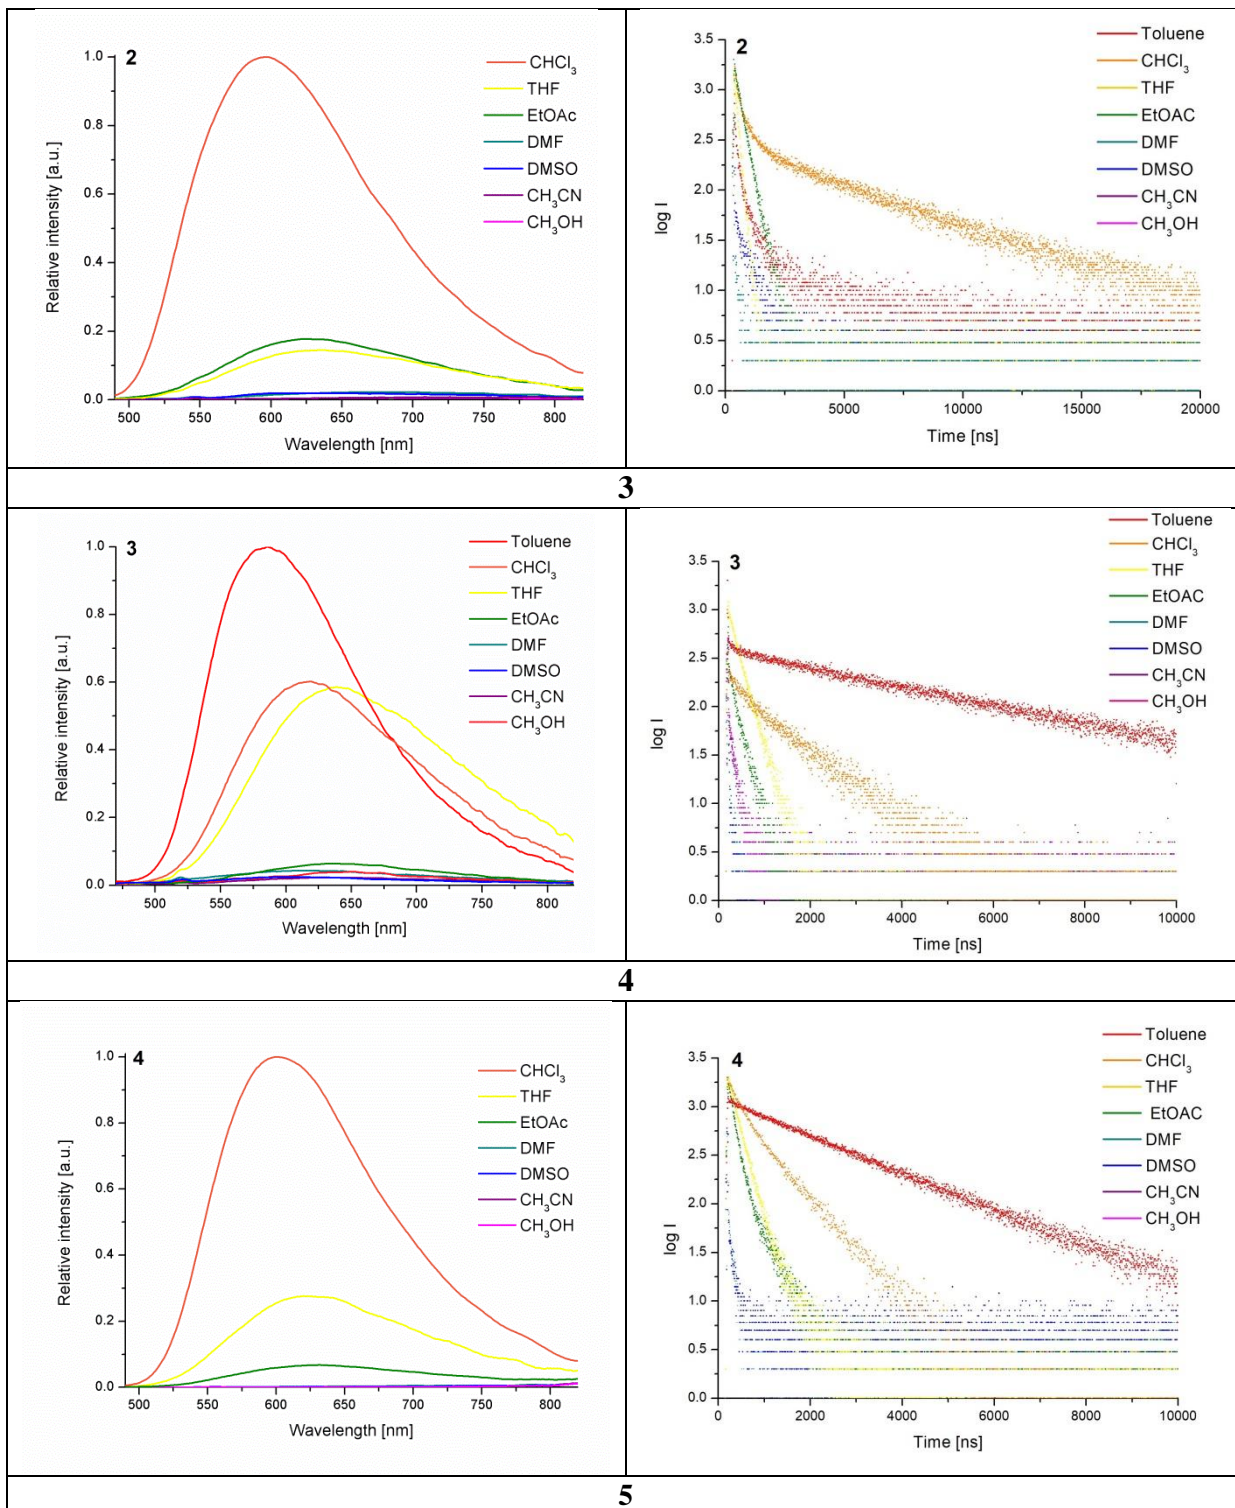 2
1.0
0.8
0.6
0.4
0.2
0.0
500
550
600
650
700
750
800
Relative intensity [a.u.]
Wavelength [nm]
CHCl3
THF
EtOAc
DMF
DMSO
CH3CN
CH3OH
2
3.5
3.0
2.5
2.0
1.5
1.0
0.5
0.0
0
5000
10000
15000
20000
log I
Time [ns]
Toluene
CHCl3
THF
EtOAC
DMF
DMSO
CH3CN
CH3OH
3
3
1.0
0.8
0.6
0.4
0.2
0.0
500
550
600
650
700
750
800
Relative intensity [a.u.]
Wavelength [nm]
Toluene
CHCl3
THF
EtOAc
DMF
DMSO
CH3CN
CH3OH
3
3.5
3.0
2.5
2.0
1.5
1.0
0.5
0.0
0
2000
4000
6000
8000
10000
log I
Time [ns]
Toluene
CHCl3
THF
EtOAC
DMF
DMSO
CH3CN
CH3OH
4
4
1.0
0.8
0.6
0.4
0.2
0.0
500
550
600
650
700
750
800
Relative intensity [a.u.]
Wavelength [nm]
CHCl3
THF
EtOAc
DMF
DMSO
CH3CN
CH3OH
4
3.5
3.0
2.5
2.0
1.5
1.0
0.5
0.0
0
2000
4000
6000
8000
10000
log I
Time [ns]
Toluene
CHCl3
THF
EtOAC
DMF
DMSO
CH3CN
CH3OH
5